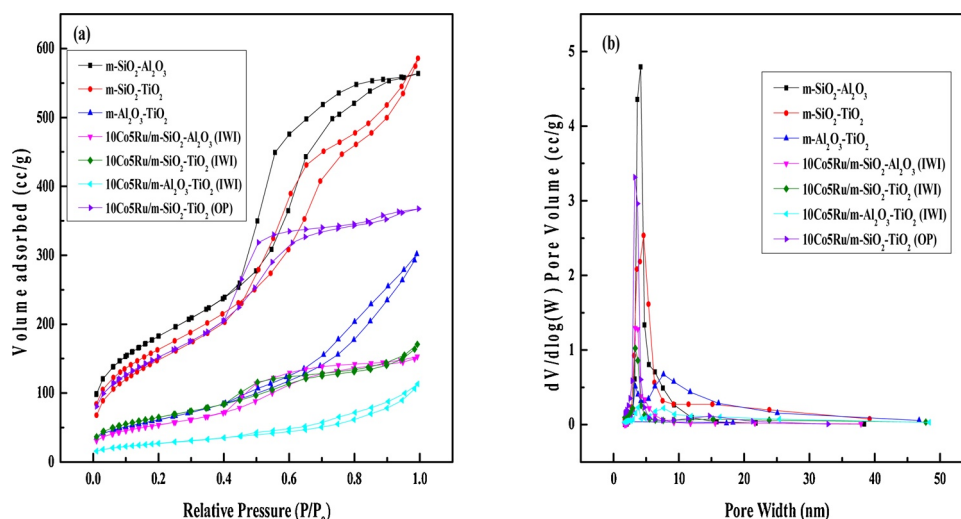 (a)
600
500
400
300
200
100
0
Volume adsorbed (cc/g)
m-SiO₂-Al₂O₃
m-SiO₂-TiO₂
m-Al₂O₃-TiO₂
10Co5Ru/m-SiO₂-Al₂O₃ (IWI)
10Co5Ru/m-SiO₂-TiO₂ (IWI)
10Co5Ru/m-Al₂O₃-TiO₂ (IWI)
10Co5Ru/m-SiO₂-TiO₂ (OP)
0.0 0.2 0.4 0.6 0.8 1.0
Relative Pressure (P/P₀)
(b)
5
4
3
2
1
0
dV/dlog(W) Pore Volume (cc/g)
m-SiO₂-Al₂O₃
m-SiO₂-TiO₂
m-Al₂O₃-TiO₂
10Co5Ru/m-SiO₂-Al₂O₃ (IWI)
10Co5Ru/m-SiO₂-TiO₂ (IWI)
10Co5Ru/m-Al₂O₃-TiO₂ (IWI)
10Co5Ru/m-SiO₂-TiO₂ (OP)
0 10 20 30 40 50
Pore Width (nm)